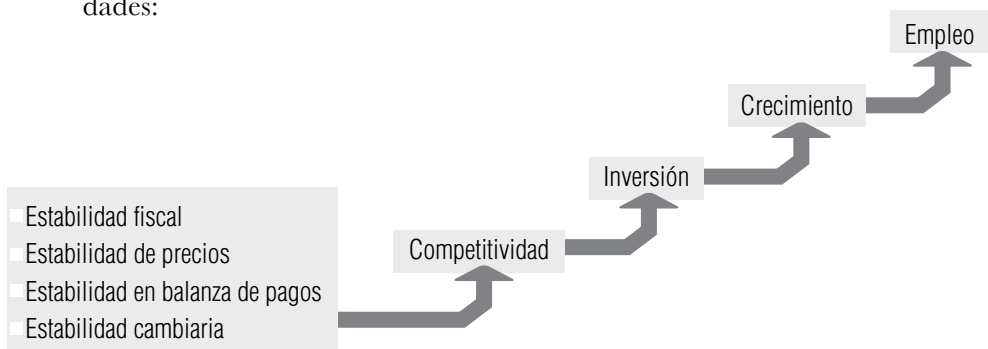 dades:
Empleo
Crecimiento
Inversión
Competitividad
Estabilidad fiscal
Estabilidad de precios
Estabilidad en balanza de pagos
Estabilidad cambiaria